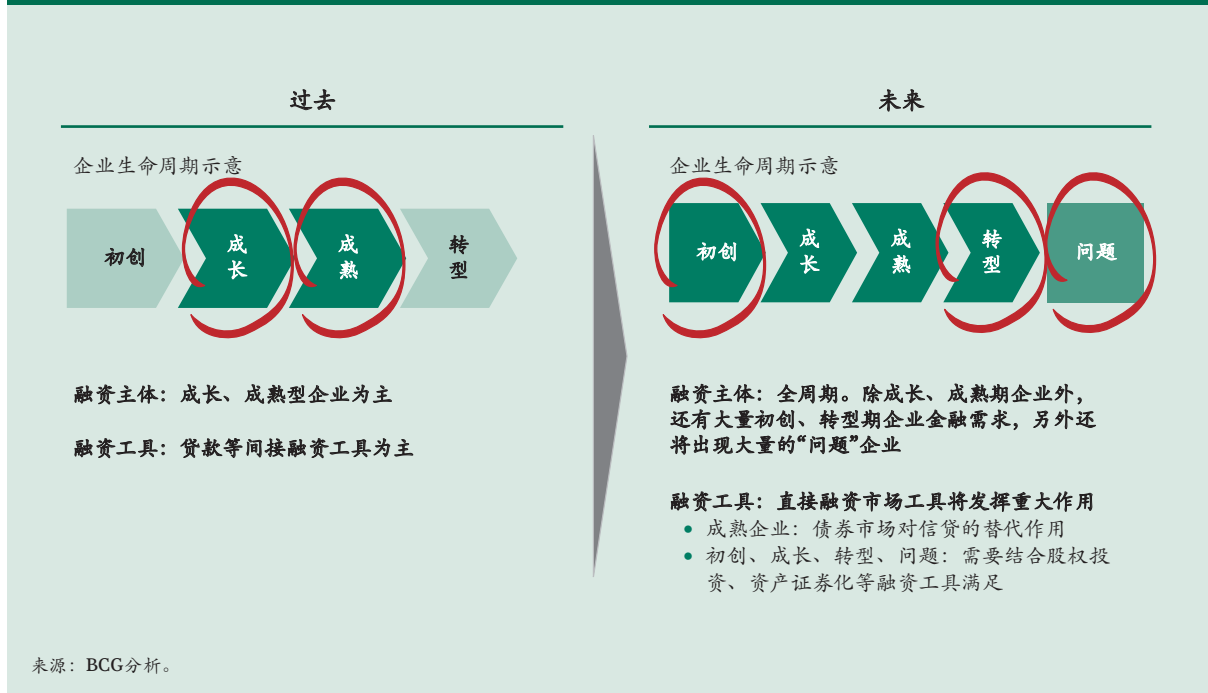 过去
企业生命周期示意
初创
成长
成熟
转型
融资主体：成长、成熟型企业为主
融资工具：贷款等间接融资工具为主
未来
企业生命周期示意
初创
成长
成熟
转型
问题
融资主体：全周期。除成长、成熟期企业外，
还有大量初创、转型期企业金融需求，另外还
将出现大量的“问题”企业
融资工具：直接融资市场工具将发挥重大作用
• 成熟企业：债券市场对信贷的替代作用
• 初创、成长、转型、问题：需要结合股权投
资、资产证券化等融资工具满足
来源：BCG分析。